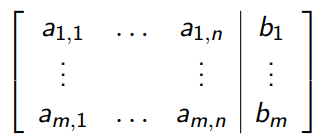 a₁,₁ … a₁,ₙ b₁
⋮ ⋮ ⋮
aₘ,₁ … aₘ,ₙ bₘ